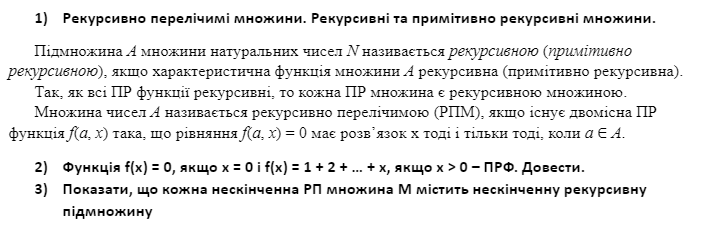 1) Рекурсивно перелічимі множини. Рекурсивні та примітивно рекурсивні множини.
Підмножина A множини натуральних чисел N називається рекурсивною (примітивно
рекурсивною), якщо характеристична функція множини A рекурсивна (примітивно рекурсивна).
Так, як всі ПР функції рекурсивні, то кожна ПР множина є рекурсивною множиною.
Множина чисел A називається рекурсивно перелічимою (РПМ), якщо існує двомісна ПР
функція f(a, x) така, що рівняння f(a, x) = 0 має розв’язок x тоді і тільки тоді, коли a ∈ A.
2) Функція f(x) = 0, якщо x = 0 і f(x) = 1 + 2 + ... + x, якщо x > 0 – ПРФ. Довести.
3) Показати, що кожна нескінченна РП множина М містить нескінченну рекурсивну
підмножину